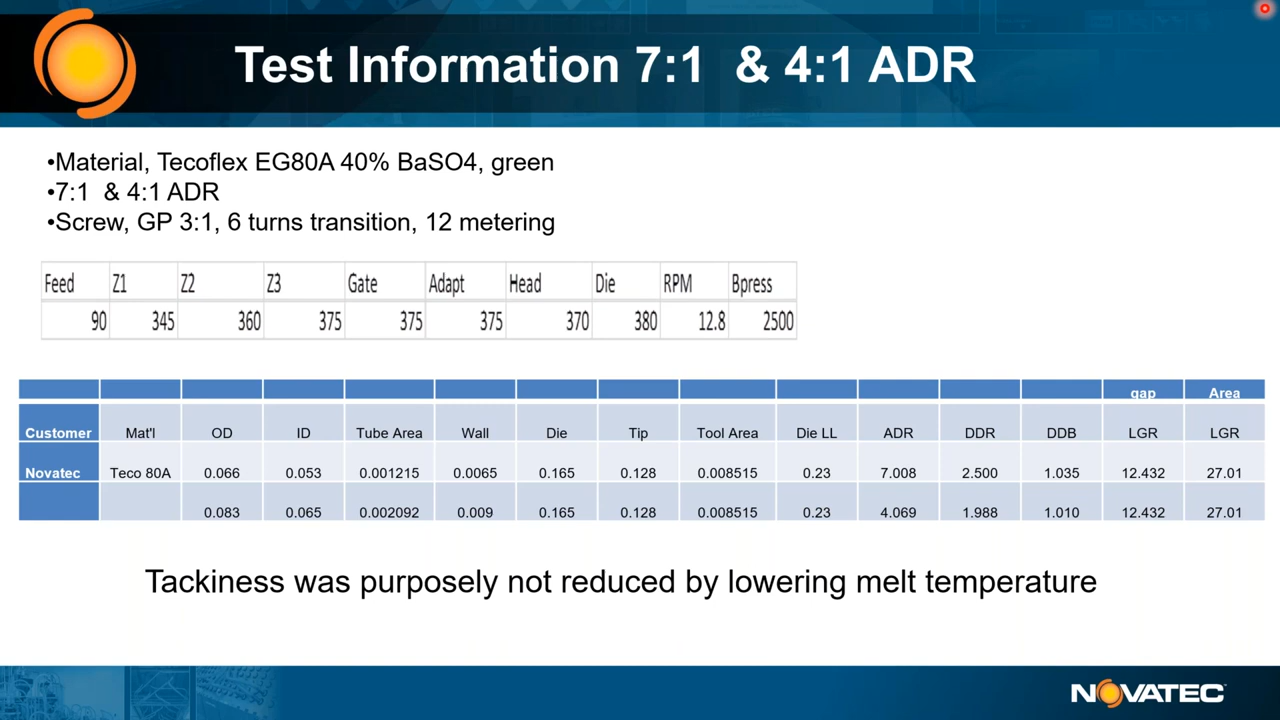 Test Information 7:1 & 4:1 ADR
•Material, Tecoflex EG80A 40% BaSO4, green
•7:1 & 4:1 ADR
•Screw, GP 3:1, 6 turns transition, 12 metering
Feed Z1 Z2 Z3 Gate Adapt Head Die RPM Bpress
90 345 360 375 375 375 370 380 12.8 2500
gap Area
Customer Mat'l OD ID Tube Area Wall Die Tip Tool Area Die LL ADR DDR DDB LGR LGR
Novatec Teco 80A 0.066 0.053 0.001215 0.0065 0.165 0.128 0.008515 0.23 7.008 2.500 1.035 12.432 27.01
0.083 0.065 0.002092 0.009 0.165 0.128 0.008515 0.23 4.069 1.988 1.010 12.432 27.01
Tackiness was purposely not reduced by lowering melt temperature
NOVATEC